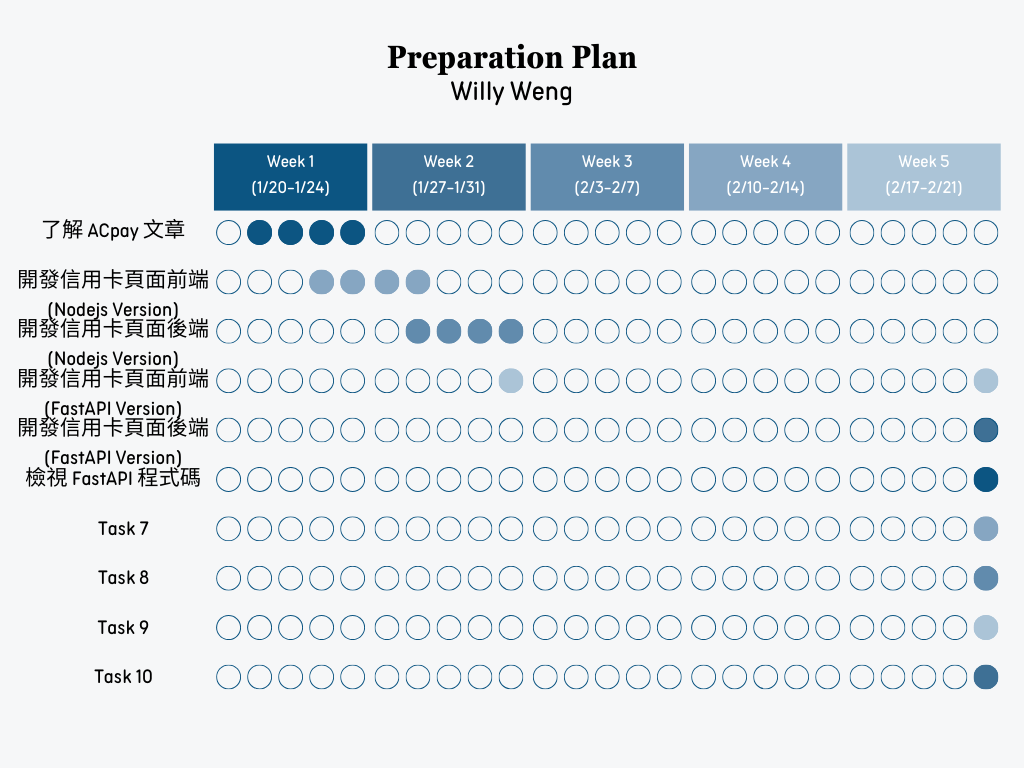 Preparation Plan
Willy Weng
Week 1
(1/20-1/24)
Week 2
(1/27-1/31)
Week 3
(2/3-2/7)
Week 4
(2/10-2/14)
Week 5
(2/17-2/21)
了解 ACpay 文章
開發信用卡頁面前端
(Nodejs Version)
開發信用卡頁面後端
(Nodejs Version)
開發信用卡頁面前端
(FastAPI Version)
開發信用卡頁面後端
(FastAPI Version)
檢視 FastAPI 程式碼
Task 7
Task 8
Task 9
Task 10